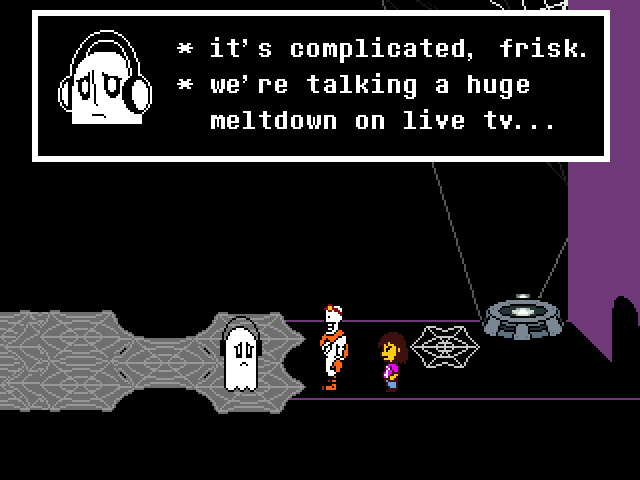 * it's complicated, frisk.
* we're talking a huge
meltdown on live tv...